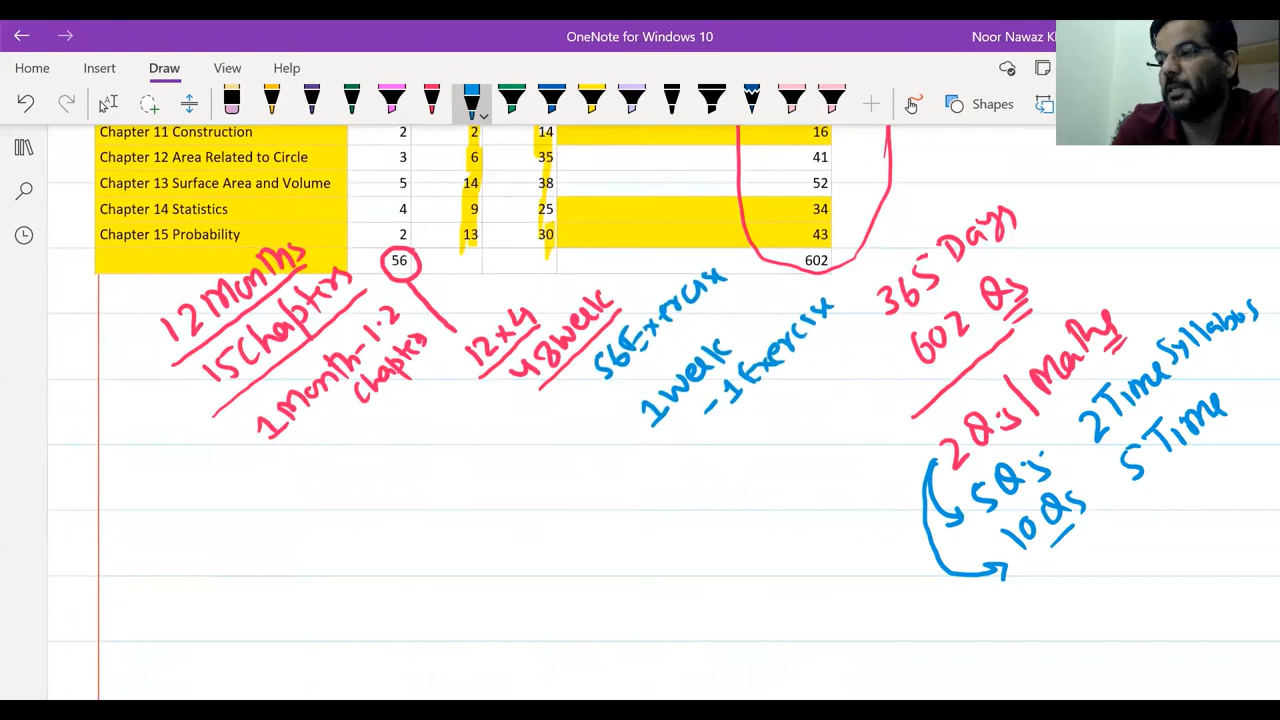 OneNote for Windows 10
Noor Nawaz Kh
Home Insert Draw View Help
Shapes
Chapter 11 Construction 2 2 14 16
Chapter 12 Area Related to Circle 3 6 35 41
Chapter 13 Surface Area and Volume 5 14 38 52
Chapter 14 Statistics 4 9 25 34
Chapter 15 Probability 2 13 30 43
56 602
12 Months
15 Chapters
1 Month - 1.2
Chapter
12x4
48 week
56 Exercise
1 week
- 1 Exercise
365 Days
602 Qs
2 Q.s / Maths
5 Q.s
10 Qs
2 Time Syllabus
5 Time